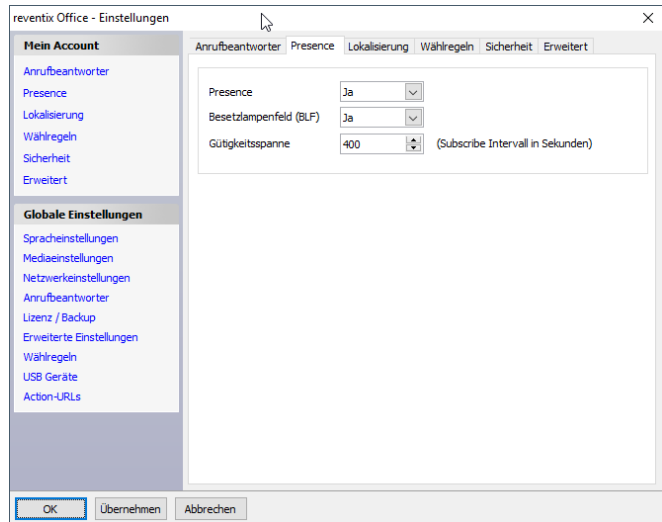 reventix Office - Einstellungen
Mein Account
Anrufbeantworter
Presence
Lokalisierung
Wählregeln
Sicherheit
Erweitert
Globale Einstellungen
Spracheinstellungen
Mediaeinstellungen
Netzwerkeinstellungen
Anrufbeantworter
Lizenz / Backup
Erweiterte Einstellungen
Wählregeln
USB Geräte
Action-URLs
Anrufbeantworter Presence Lokalisierung Wählregeln Sicherheit Erweitert
Presence Ja
Besetzlampenfeld (BLF) Ja
Gütigkeitsspanne 400 (Subscribe Intervall in Sekunden)
OK Übernehmen Abbrechen